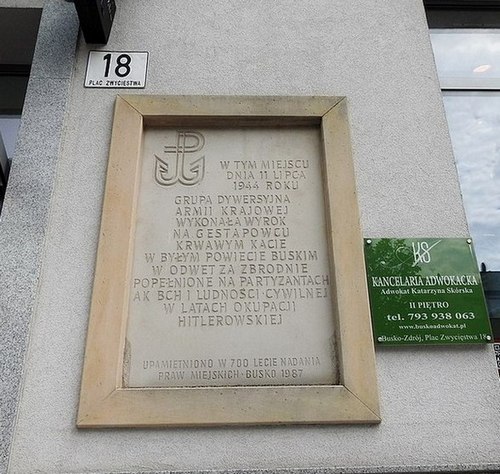 18
PLAC ZWYCIĘSTWA
W TYM MIEJSCU
DNIA 11 LIPCA
1944 ROKU
GRUPA DYWERSYJNA
ARMII KRAJOWEJ
WYKONAŁA WYROK
NA GESTAPOWCU
KRWAWYM KACIE
W BYŁYM POWIECIE BUSKIM
W ODWET ZA ZBRODNIE
POPEŁNIONE NA PARTYZANTACH
AK BCH I LUDNOŚCI CYWILNEJ
W LATACH OKUPACJI
HITLEROWSKIEJ
UPAMIĘTNIONO W 700 LECIE NADANIA
PRAW MIEJSKICH - BUSKO 1987
KS
KANCELARIA ADWOKACKA
Adwokat Katarzyna Skórska
II PIĘTRO
tel. 793 938 063
www.buskoadwokat.pl
Busko-Zdrój, Plac Zwycięstwa 18